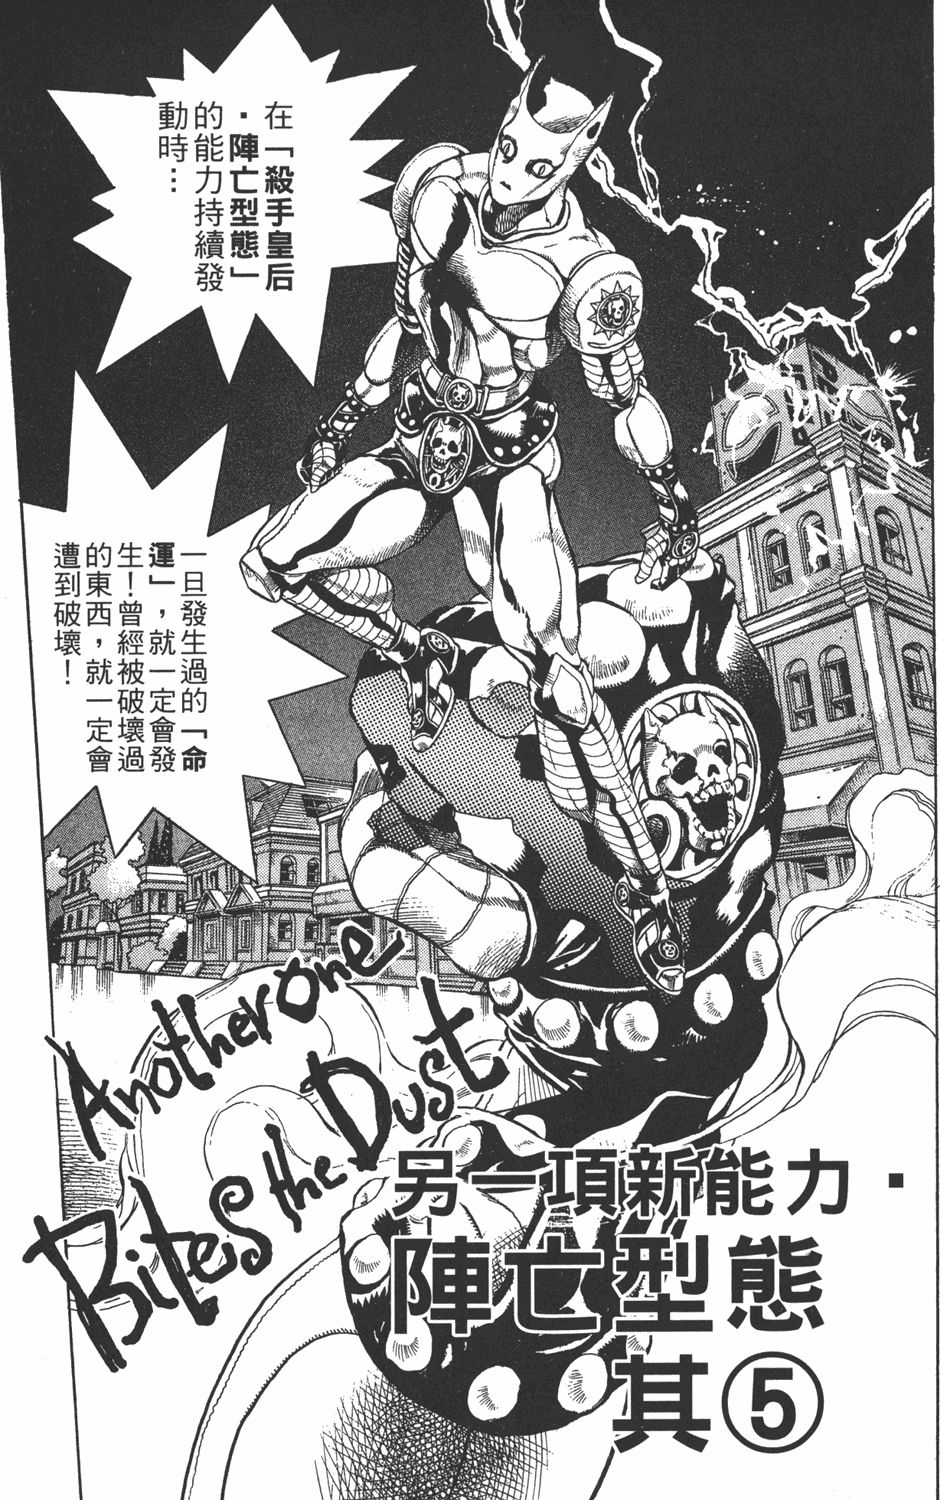 在「殺手皇后
·陣亡型態」
的能力持續發
動時…
一旦發生過的「命
運」，就一定會發
生！曾經被破壞過
的東西，就一定會
遭到破壞！
Another one
Bites the Dust
另一項新能力·
陣亡型態
其⑤